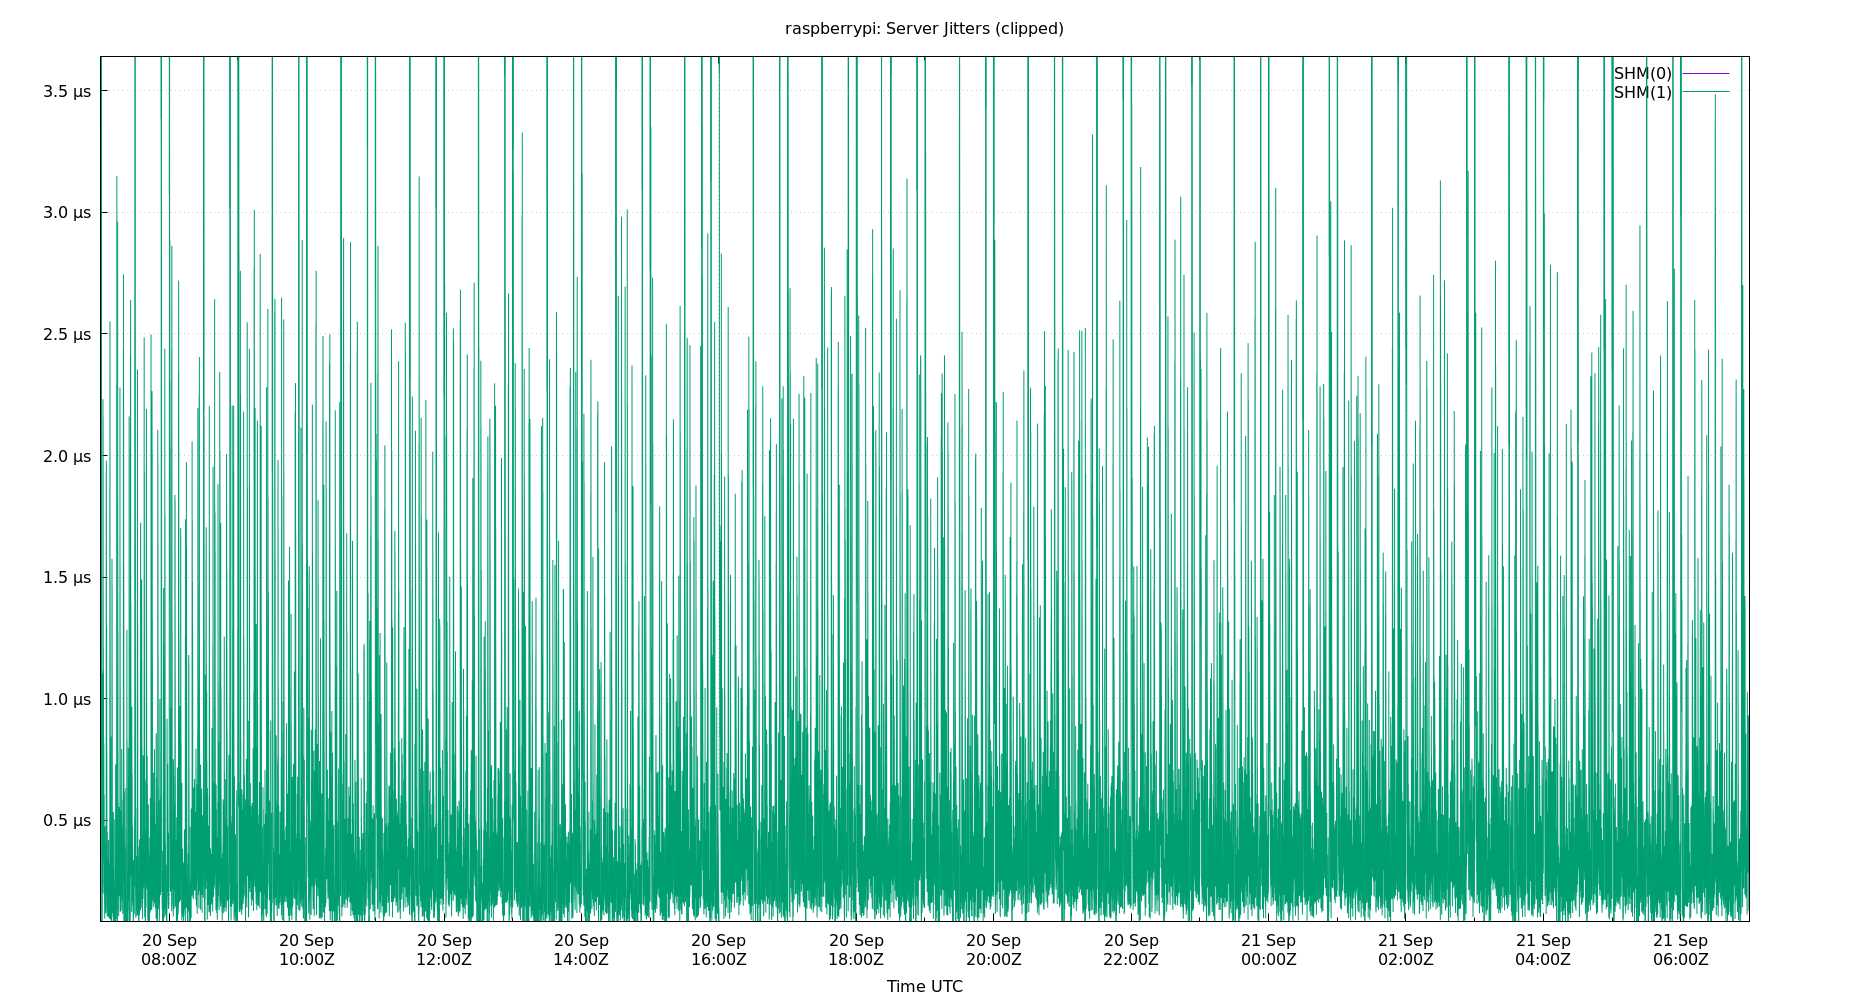 raspberrypi: Server Jitters (clipped)
SHM(0)
SHM(1)
3.5 µs
3.0 µs
2.5 µs
2.0 µs
1.5 µs
1.0 µs
0.5 µs
20 Sep 20 Sep 20 Sep 20 Sep 20 Sep 20 Sep 20 Sep 20 Sep 21 Sep 21 Sep 21 Sep 21 Sep
08:00Z 10:00Z 12:00Z 14:00Z 16:00Z 18:00Z 20:00Z 22:00Z 00:00Z 02:00Z 04:00Z 06:00Z
Time UTC